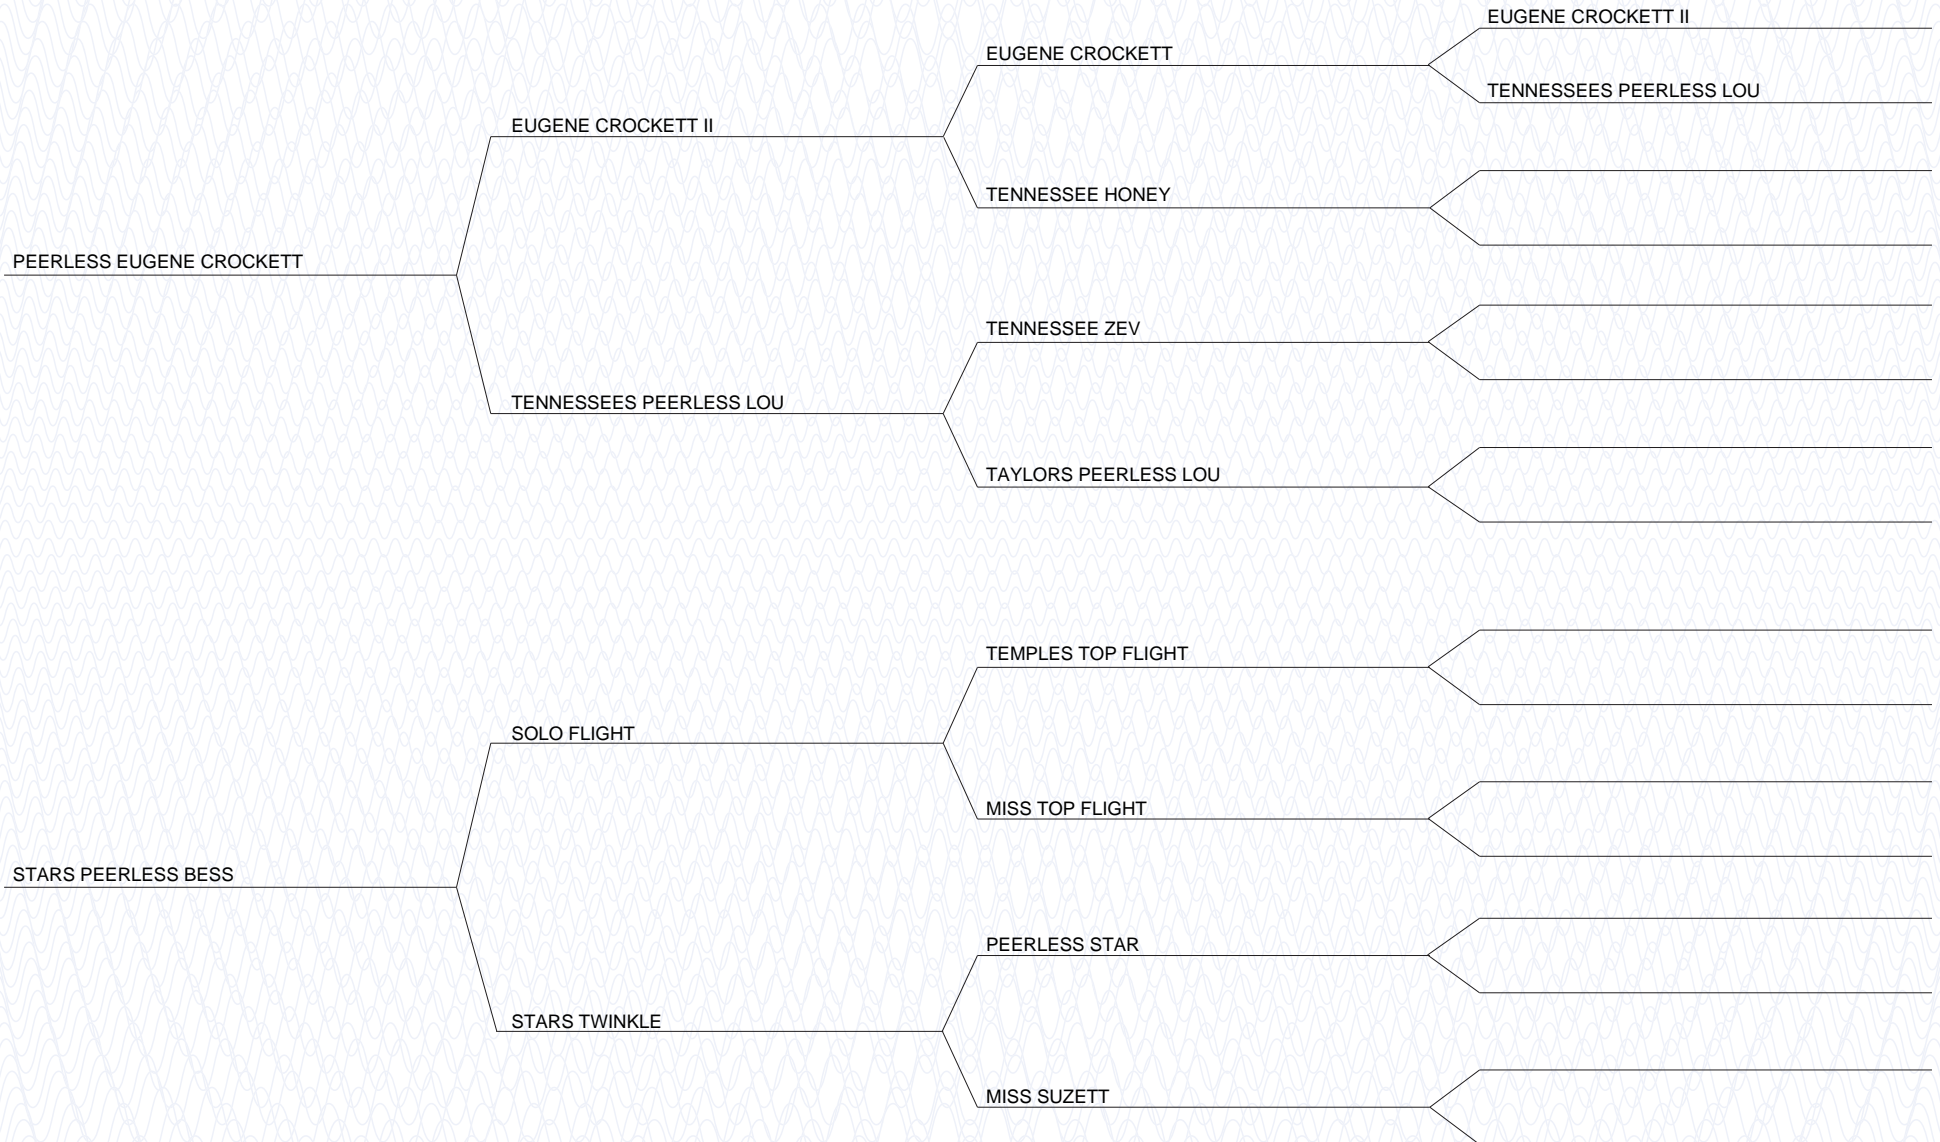 EUGENE CROCKETT II
EUGENE CROCKETT
TENNESSEES PEERLESS LOU
EUGENE CROCKETT II
TENNESSEE HONEY
PEERLESS EUGENE CROCKETT
TENNESSEE ZEV
TENNESSEES PEERLESS LOU
TAYLORS PEERLESS LOU
TEMPLES TOP FLIGHT
SOLO FLIGHT
MISS TOP FLIGHT
STARS PEERLESS BESS
PEERLESS STAR
STARS TWINKLE
MISS SUZETT